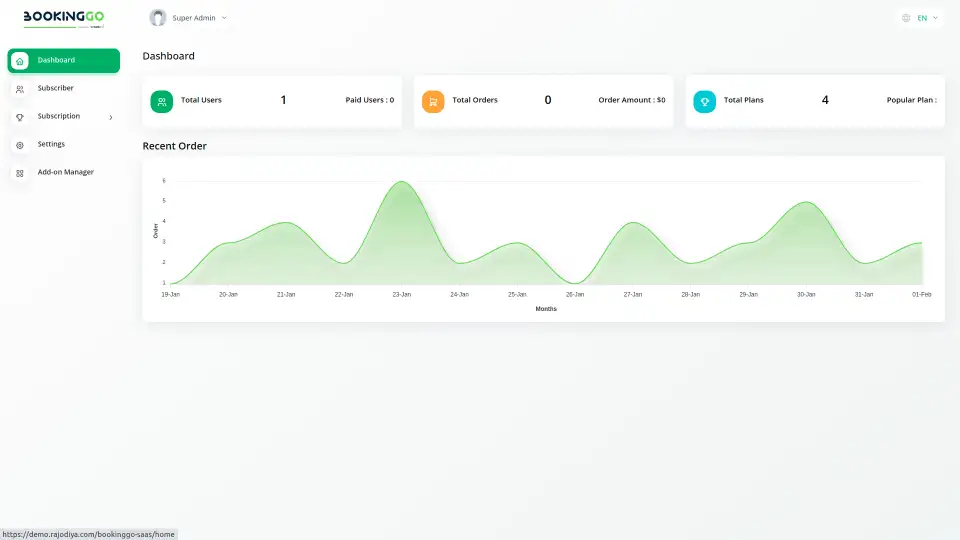 BOOKINGGO
Super Admin
EN
Dashboard
Subscriber
Subscription
Settings
Add-on Manager
Dashboard
Total Users
1
Paid Users : 0
Total Orders
0
Order Amount : $0
Total Plans
4
Popular Plan :
Recent Order
6
5
4
3
2
1
Order
19-Jan 20-Jan 21-Jan 22-Jan 23-Jan 24-Jan 25-Jan 26-Jan 27-Jan 28-Jan 29-Jan 30-Jan 31-Jan 01-Feb
Months
https://demo.rajodiya.com/bookinggo-saas/home